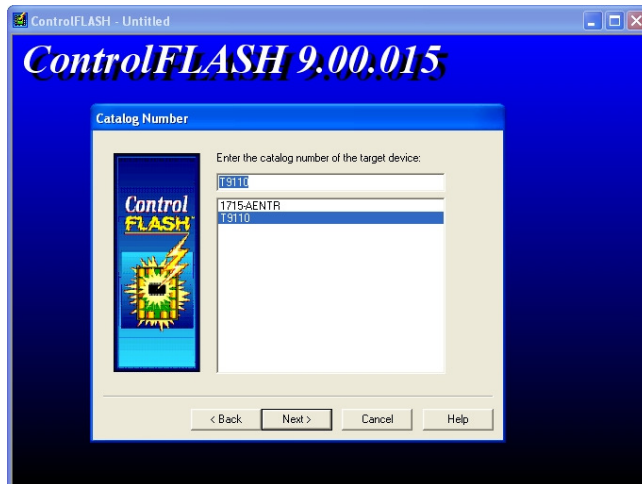 ControlFLASH - Untitled
ControlFLASH 9.00.015
Catalog Number
Enter the catalog number of the target device:
T9110
1715-AENTR
T9110
Control
FLASH
< Back
Next >
Cancel
Help